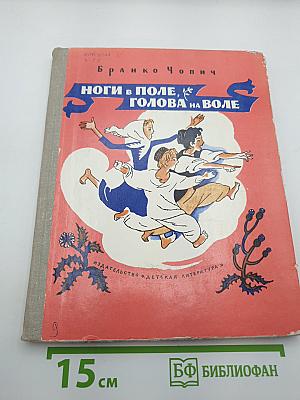 Бранко Чопич
НОГИ В ПОЛЕ,
ГОЛОВА НА ВОЛЕ
ИЗДАТЕЛЬСТВО «ДЕТСКАЯ ЛИТЕРАТУРА»
15 см
БФ БИБЛИОФАН